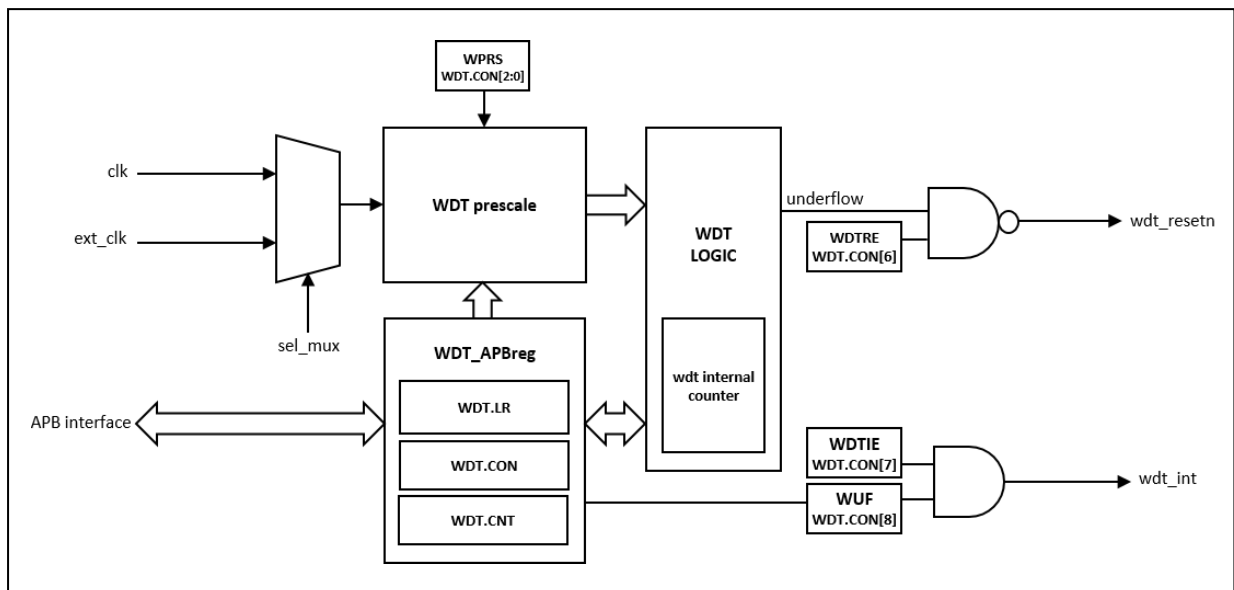 WPRS
WDT.CON[2:0]
clk
ext_clk
sel_mux
WDT prescale
WDT
LOGIC
wdt internal
counter
underflow
WDTRE
WDT.CON[6]
wdt_resetn
WDT_APBreg
WDT.LR
WDT.CON
WDT.CNT
APB interface
WDTIE
WDT.CON[7]
WUF
WDT.CON[8]
wdt_int